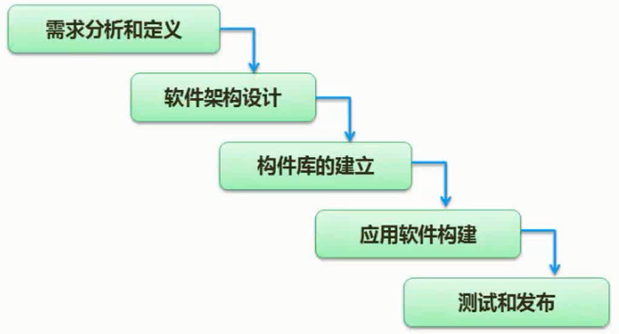 需求分析和定义
软件架构设计
构件库的建立
应用软件构建
测试和发布